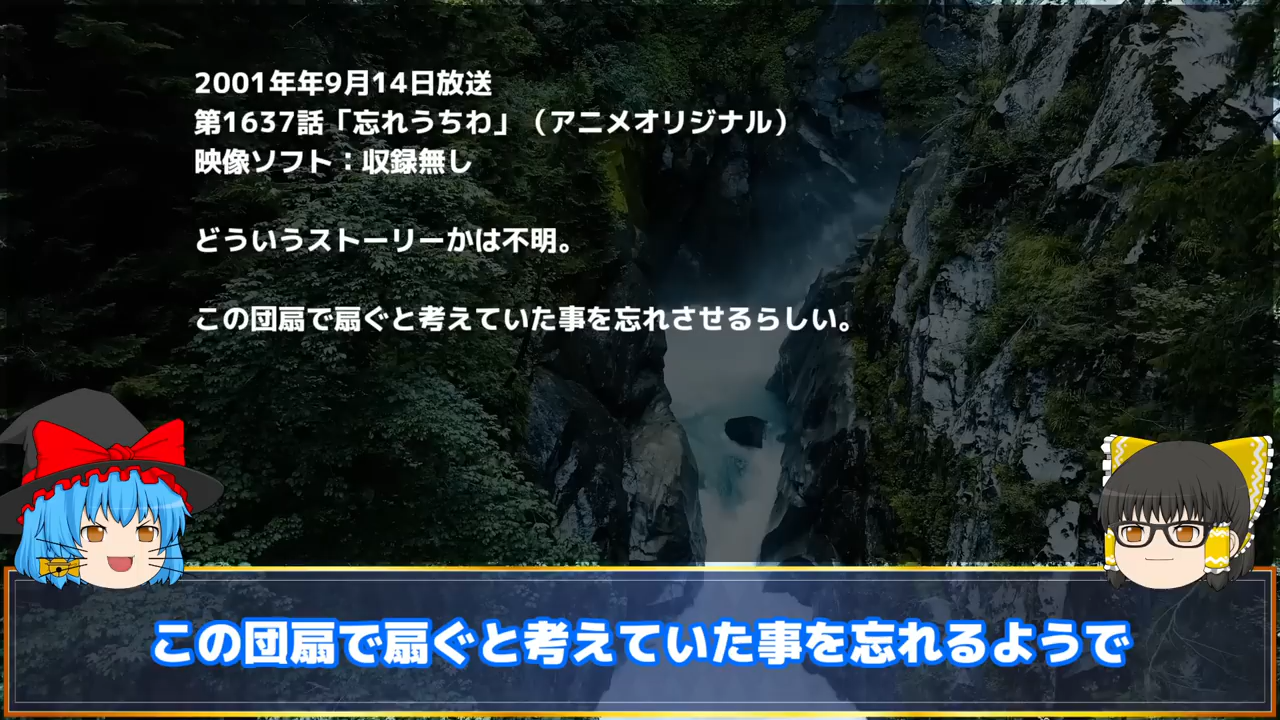 2001年年9月14日放送
第1637話「忘れうちわ」（アニメオリジナル）
映像ソフト：収録無し
どういうストーリーかは不明。
この団扇で扇ぐと考えていた事を忘れさせるらしい。
この団扇で扇ぐと考えていた事を忘れるようで